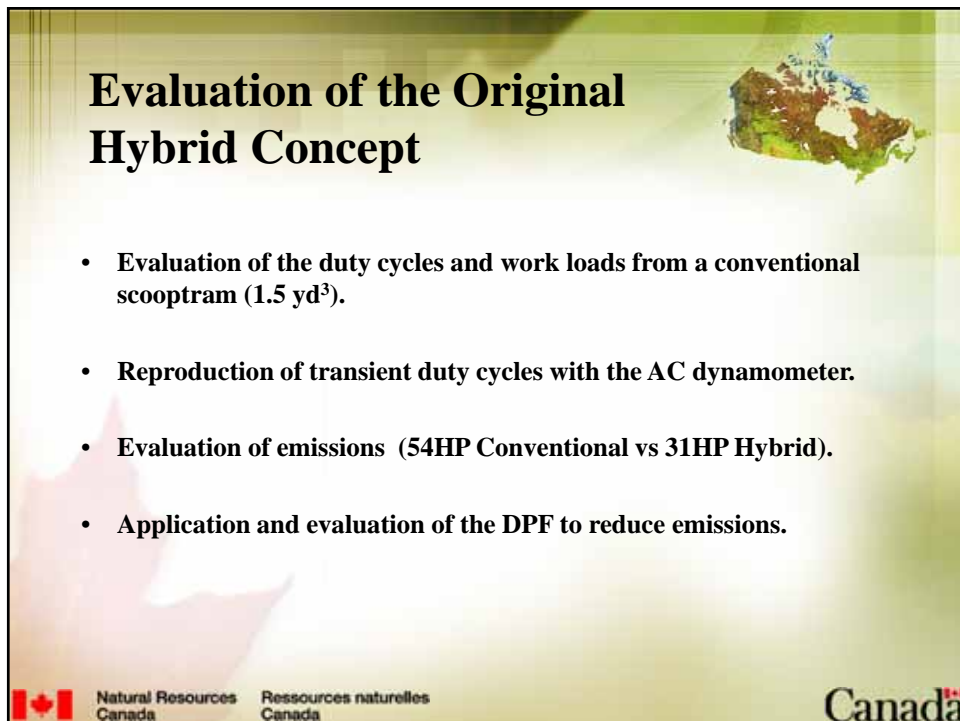 Evaluation of the Original
Hybrid Concept
• Evaluation of the duty cycles and work loads from a conventional
scooptram (1.5 yd³).
• Reproduction of transient duty cycles with the AC dynamometer.
• Evaluation of emissions (54HP Conventional vs 31HP Hybrid).
• Application and evaluation of the DPF to reduce emissions.
Natural Resources Ressources naturelles
Canada Canada
Canada